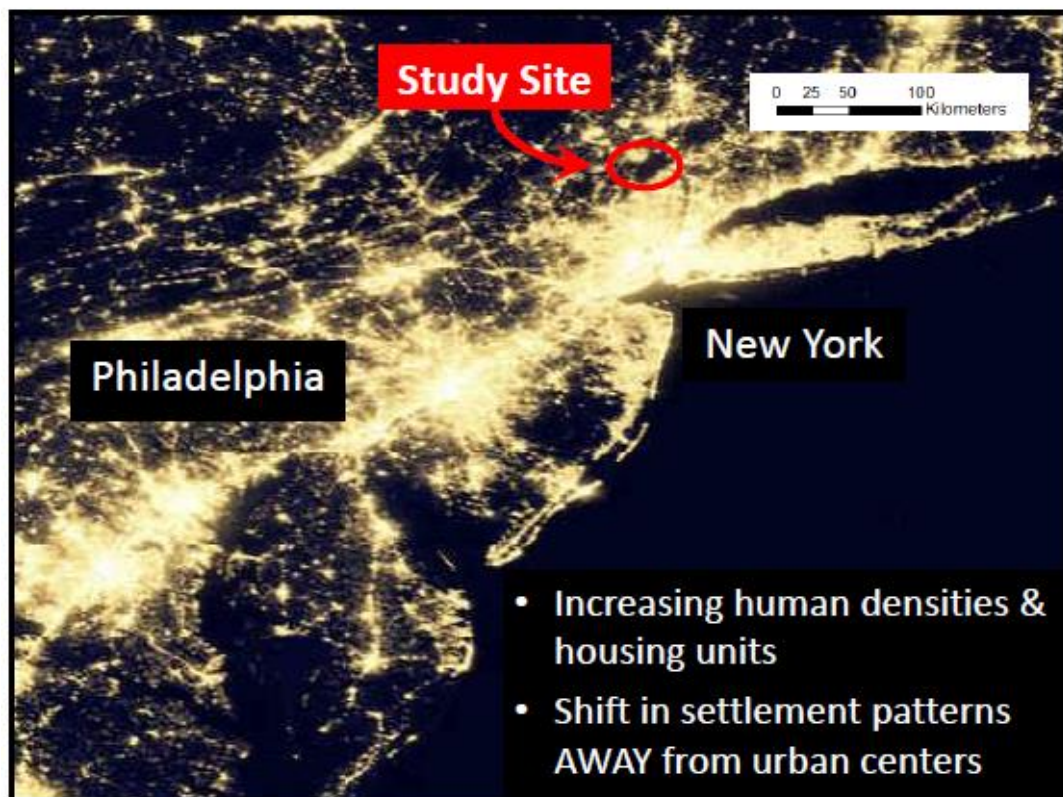 Study Site
0 25 50 100
Kilometers
New York
Philadelphia
• Increasing human densities &
housing units
• Shift in settlement patterns
AWAY from urban centers